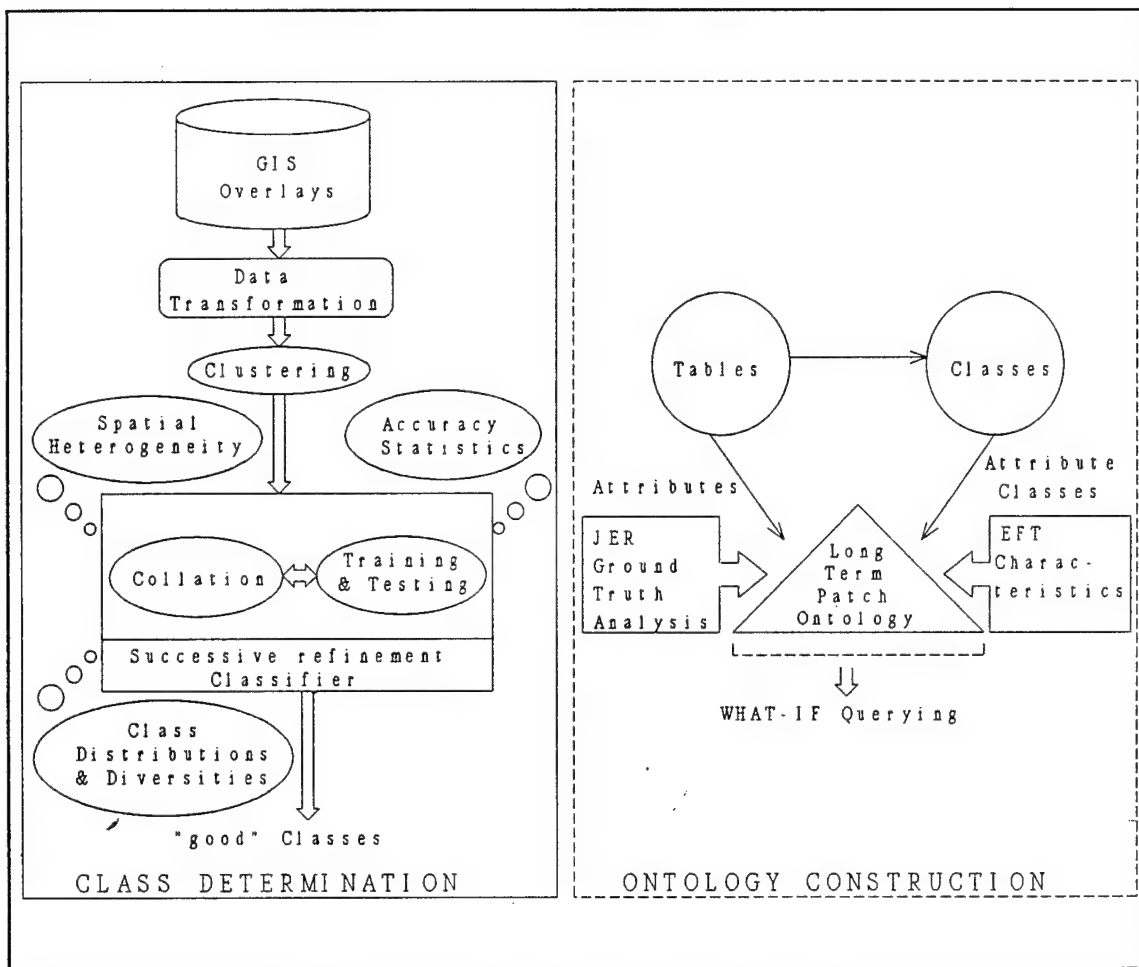 GIS
Overlays
Data
Transformation
Clustering
Spatial
Heterogeneity
Accuracy
Statistics
Collation
Training
& Testing
Successive refinement
Classifier
Class
Distributions
& Diversities
"good" Classes
CLASS DETERMINATION
Tables
Classes
Attributes
Attribute
Classes
JER
Ground
Truth
Analysis
Long
Term
Patch
Ontology
EFT
Charac-
teristics
WHAT-IF Querying
ONTOLOGY CONSTRUCTION